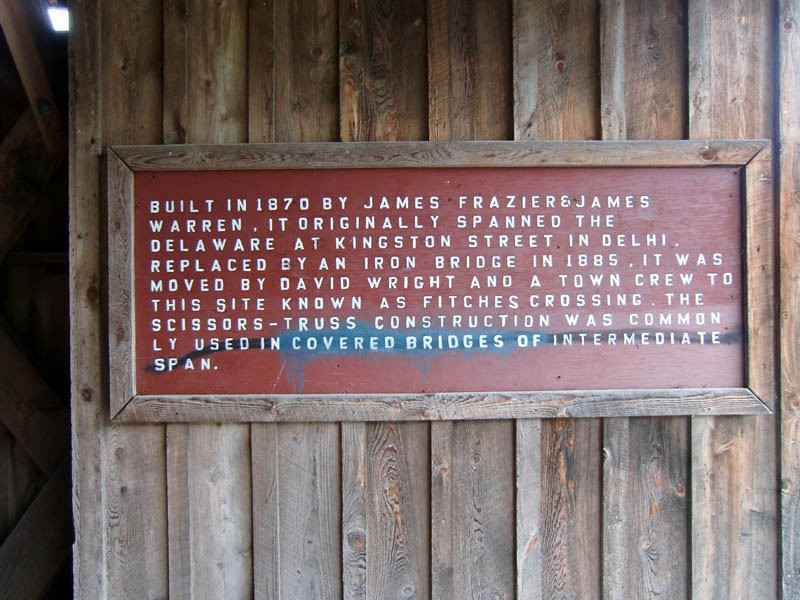 BUILT IN 1870 BY JAMES FRAZIER & JAMES
WARREN, IT ORIGINALLY SPANNED THE
DELAWARE AT KINGSTON STREET, IN DELHI.
REPLACED BY AN IRON BRIDGE IN 1885, IT WAS
MOVED BY DAVID WRIGHT AND A TOWN CREW TO
THIS SITE KNOWN AS FITCHES CROSSING. THE
SCISSORS-TRUSS CONSTRUCTION WAS COMMON
LY USED IN COVERED BRIDGES OF INTERMEDIATE
SPAN.